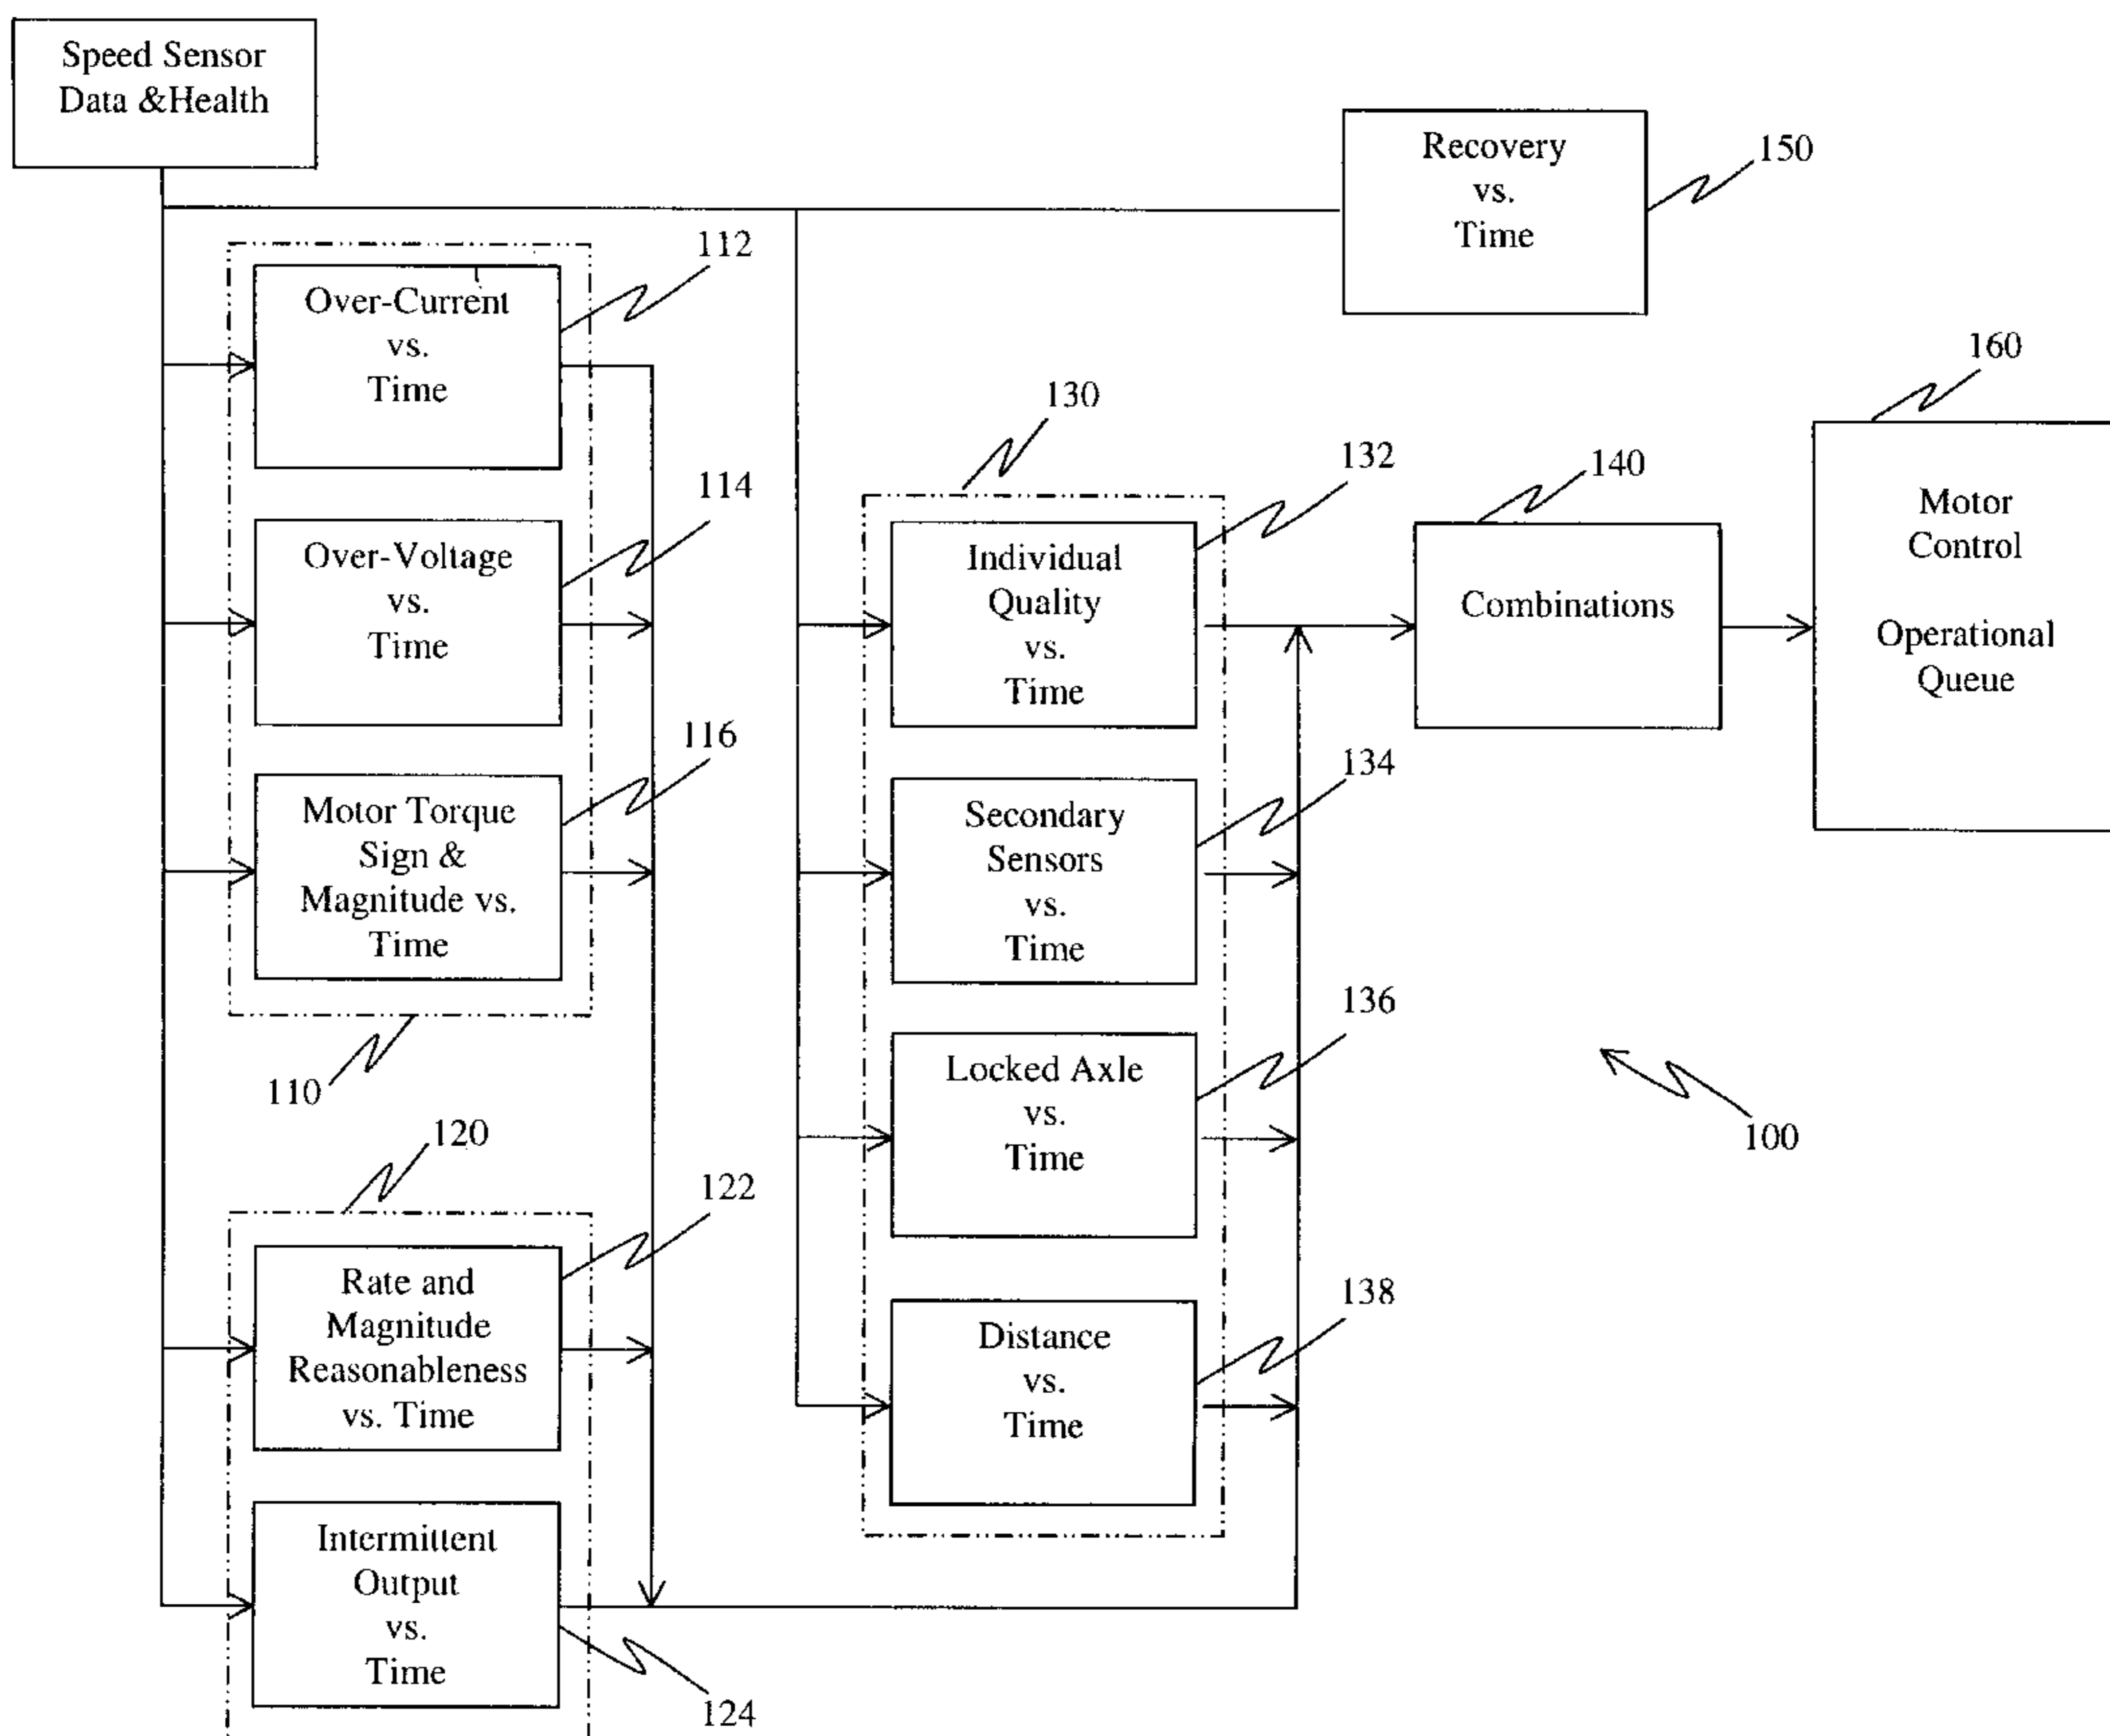 Speed Sensor
Data &Health
Recovery
vs.
Time
150
Over-Current
vs.
Time
112
160
Motor
Control
Operational
Queue
130
Individual
Quality
vs.
Time
132
140
Combinations
Over-Voltage
vs.
Time
114
Motor Torque
Sign &
Magnitude vs.
Time
116
110
Secondary
Sensors
vs.
Time
134
Locked Axle
vs.
Time
136
100
120
Rate and
Magnitude
Reasonableness
vs. Time
122
Distance
vs.
Time
138
Intermittent
Output
vs.
Time
124